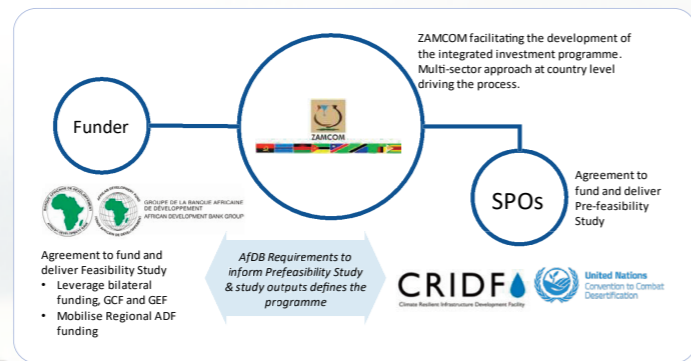 ZAMCOM facilitating the development of
the integrated investment programme.
Multi-sector approach at country level
driving the process.
Funder
ZAMCOM
SPOs
Agreement to
fund and deliver
Pre-feasibility
Study
GROUPE DE LA BANQUE AFRICAINE
DE DÉVELOPPEMENT
AFRICAN DEVELOPMENT BANK GROUP
Agreement to fund and
deliver Feasibility Study
• Leverage bilateral
funding, GCF and GEF
• Mobilise Regional ADF
funding
AfDB Requirements to
inform Prefeasibility Study
& study outputs defines the
programme
CRIDF
Climate Resilient Infrastructure Development Facility
United Nations
Convention to Combat
Desertification